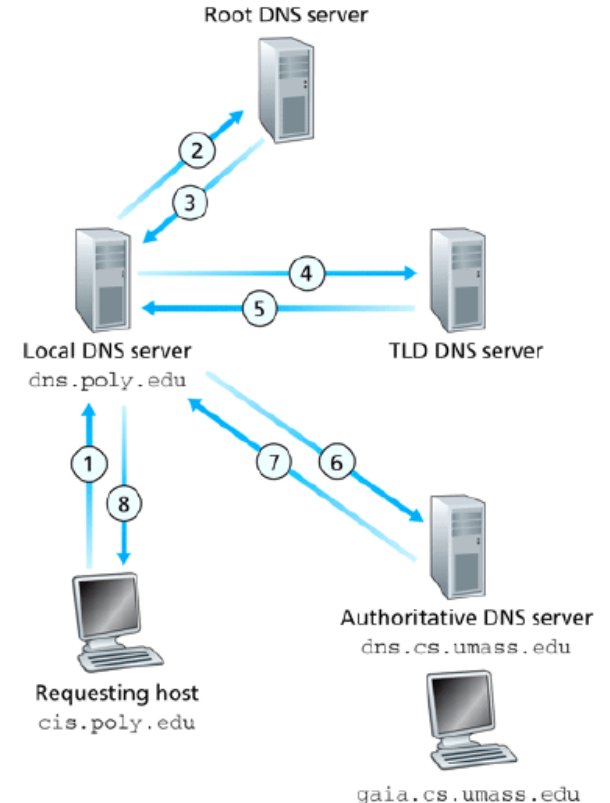 Root DNS server
2
3
4
5
Local DNS server
dns.poly.edu
TLD DNS server
1
8
7
6
Authoritative DNS server
dns.cs.umass.edu
Requesting host
cis.poly.edu
gaia.cs.umass.edu